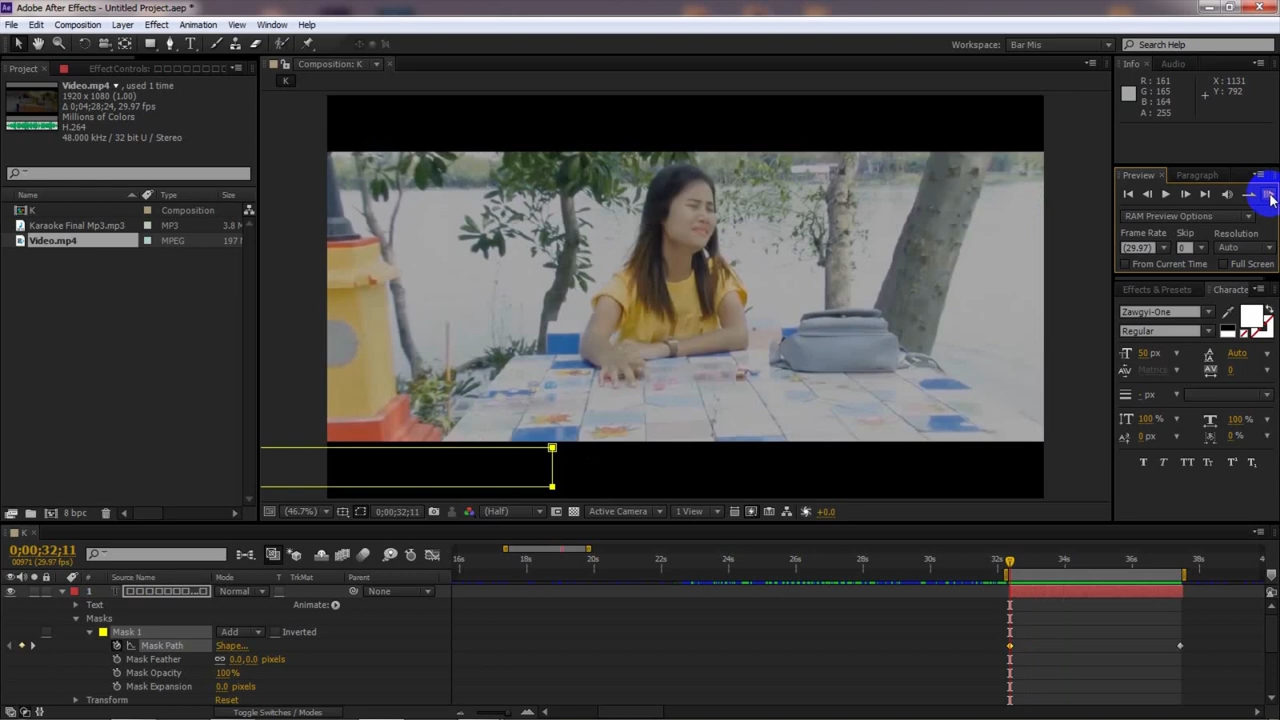 Adobe After Effects - Untitled Project.aep *
File Edit Composition Layer Effect Animation View Window Help
Workspace: Bar Mis Search Help
Project Effect Controls: Composition: K Info Audio
K
Video.mp4 , used 1 time
1920 x 1080 (1.00)
Δ 0;04;28;24, 29.97 fps
Millions of Colors
H.264
48.000 kHz / 32 bit U / Stereo
R : 161
G : 165
B : 164
A : 255
X : 1131
Y : 792
Preview Paragraph
RAM Preview Options
Frame Rate Skip Resolution
(29.97) 0 Auto
From Current Time Full Screen
Name Type Size
K Composition
Karaoke Final Mp3.mp3 MP3 3.8 M
Video.mp4 MPEG 197 M
Effects & Presets Characte
Zawgyi-One
Regular
50 px Auto
Metrics 0
- px
100 % 100 %
0 px 0 %
T T TT Tт T¹ T₁
8 bpc
(46.7%) 0;00;32;11 (Half) Active Camera 1 View +0.0
K
0;00;32;11
00971 (29.97 fps)
16s 18s 20s 22s 24s 26s 28s 30s 32s 34s 36s 38s 4
# Source Name Mode T TrkMat Parent
1 Normal None
Text Animate:
Masks
Mask 1 Add Inverted
Mask Path Shape...
Mask Feather 0.0,0.0 pixels
Mask Opacity 100%
Mask Expansion 0.0 pixels
Transform Reset
Toggle Switches / Modes